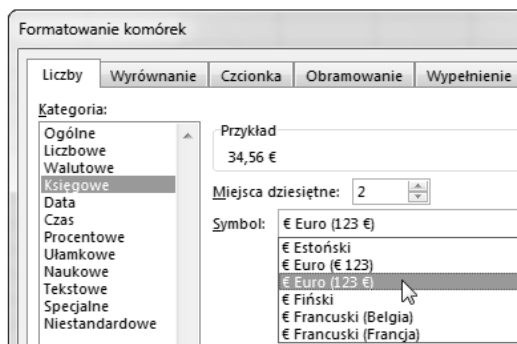 Formatowanie komórek
Liczby Wyrównanie Czcionka Obramowanie Wypełnienie
Kategoria:
Ogólne
Liczbowe
Walutowe
Księgowe
Data
Czas
Procentowe
Ułamkowe
Naukowe
Tekstowe
Specjalne
Niestandardowe
Przykład
34,56 €
Miejsca dziesiętne: 2
Symbol: € Euro (123 €)
€ Estoński
€ Euro (€ 123)
€ Euro (123 €)
€ Fiński
€ Francuski (Belgia)
€ Francuski (Francja)